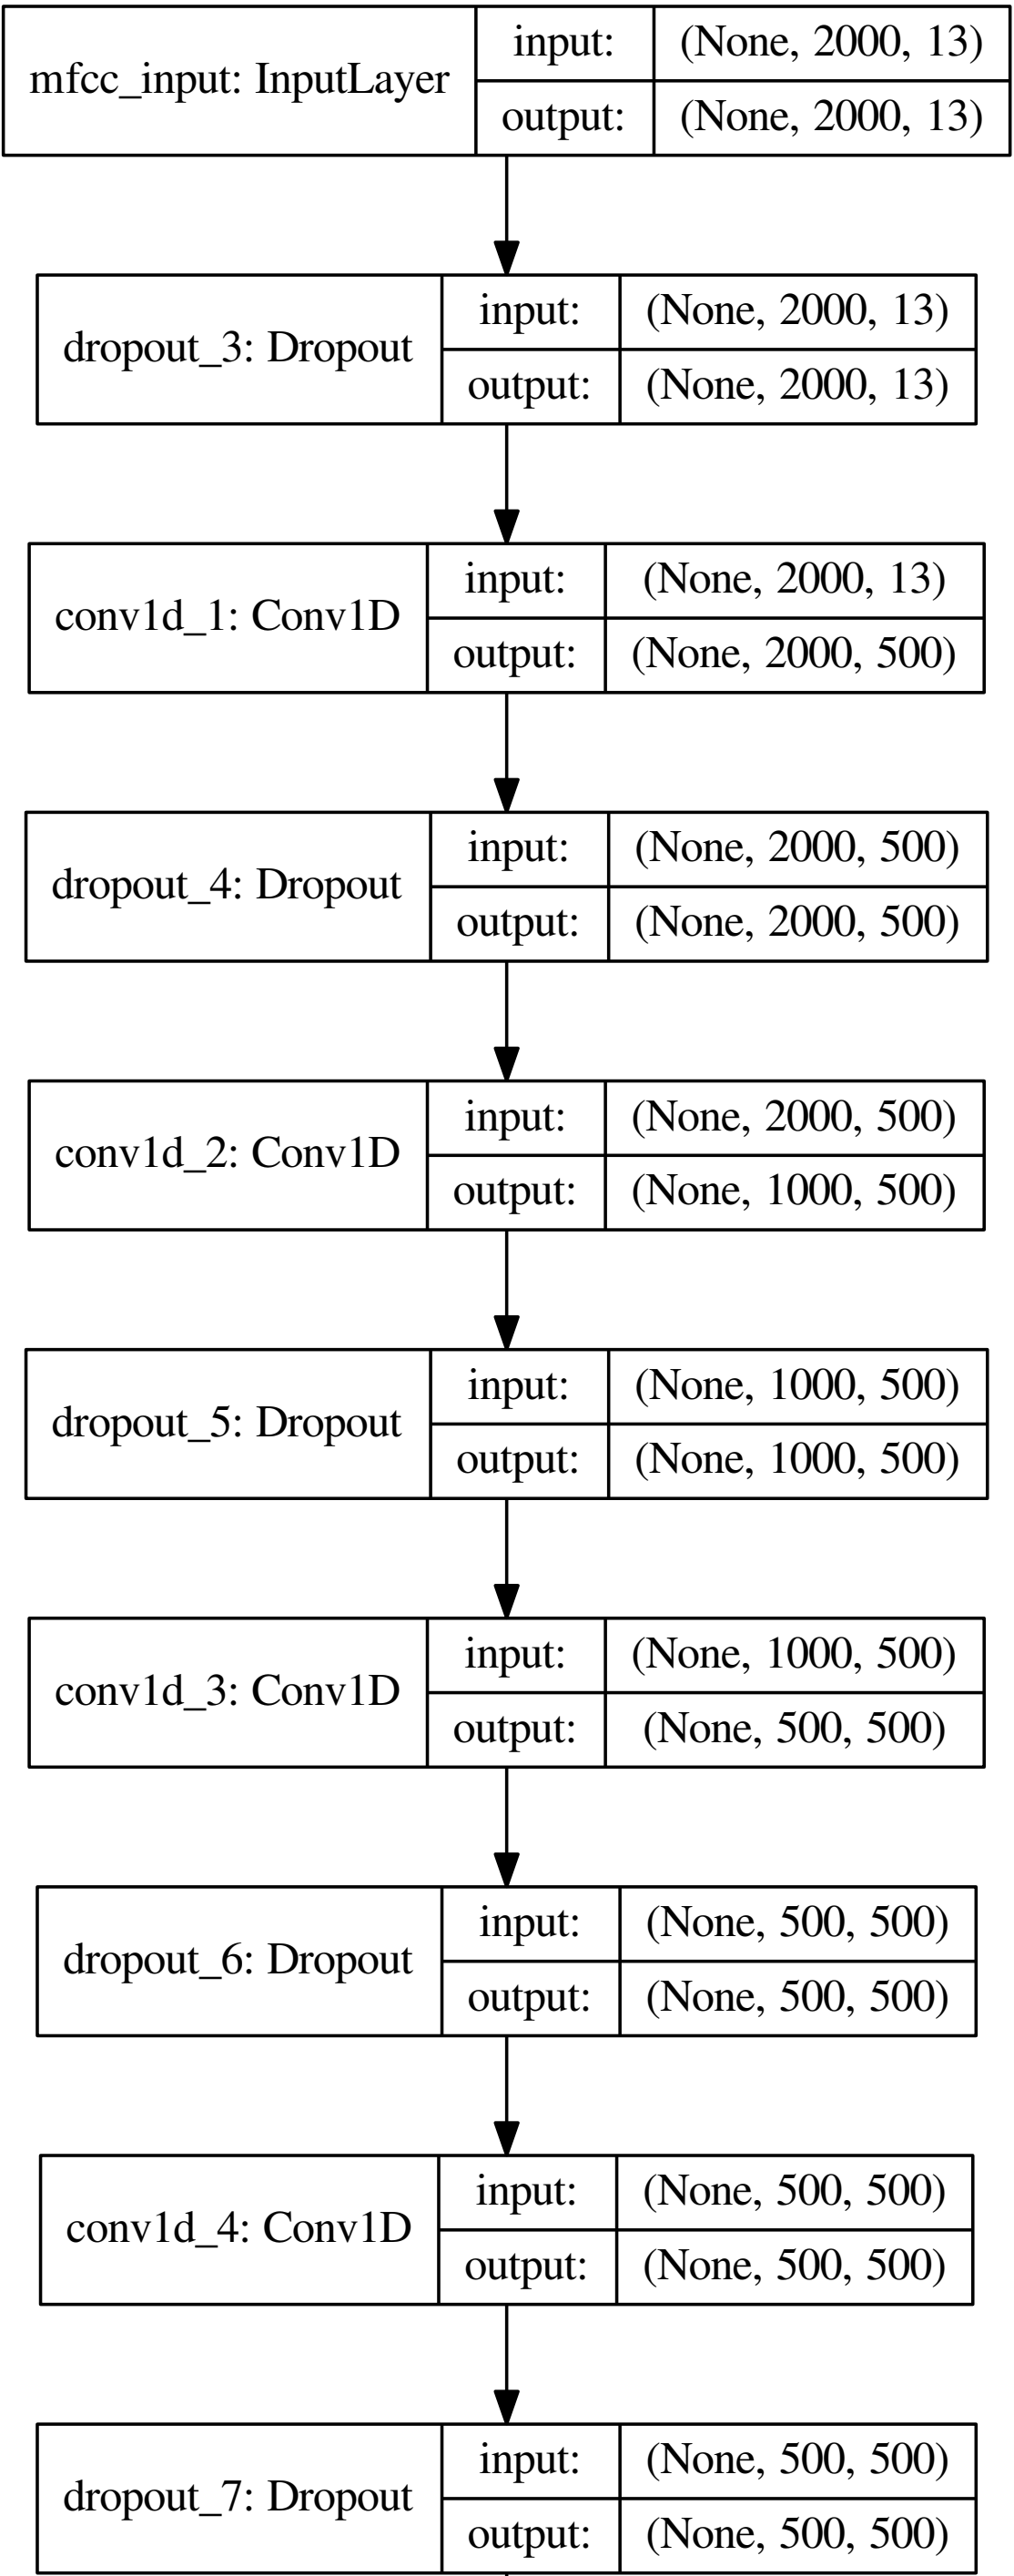 mfcc_input: InputLayer
input: (None, 2000, 13)
output: (None, 2000, 13)
dropout_3: Dropout
input: (None, 2000, 13)
output: (None, 2000, 13)
conv1d_1: Conv1D
input: (None, 2000, 13)
output: (None, 2000, 500)
dropout_4: Dropout
input: (None, 2000, 500)
output: (None, 2000, 500)
conv1d_2: Conv1D
input: (None, 2000, 500)
output: (None, 1000, 500)
dropout_5: Dropout
input: (None, 1000, 500)
output: (None, 1000, 500)
conv1d_3: Conv1D
input: (None, 1000, 500)
output: (None, 500, 500)
dropout_6: Dropout
input: (None, 500, 500)
output: (None, 500, 500)
conv1d_4: Conv1D
input: (None, 500, 500)
output: (None, 500, 500)
dropout_7: Dropout
input: (None, 500, 500)
output: (None, 500, 500)